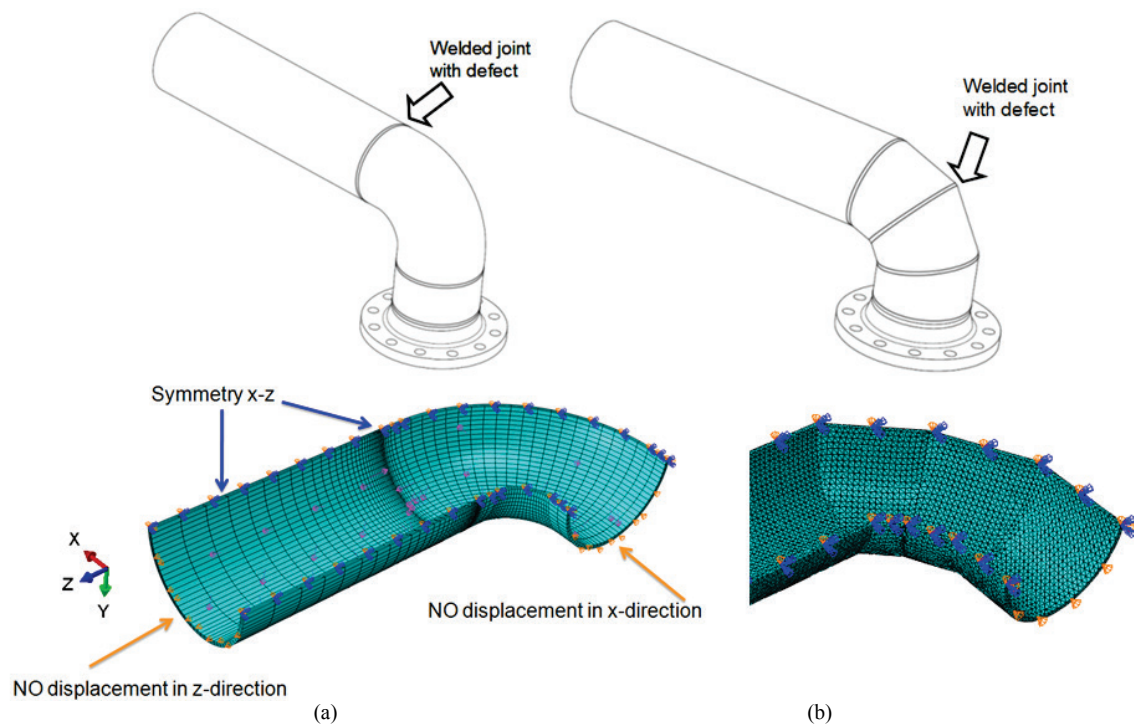 Welded joint
with defect
Welded joint
with defect
Symmetry x-z
X
Z
Y
NO displacement in x-direction
NO displacement in z-direction
(a)
(b)